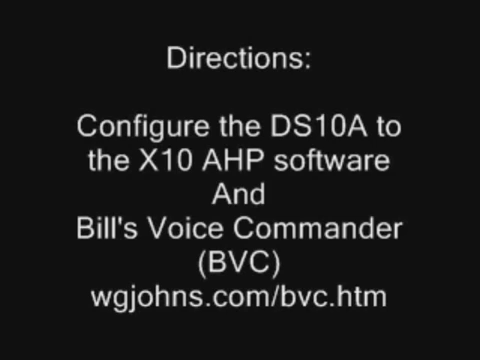 Directions:
Configure the DS10A to
the X10 AHP software
And
Bill's Voice Commander
(BVC)
wgjohns.com/bvc.htm